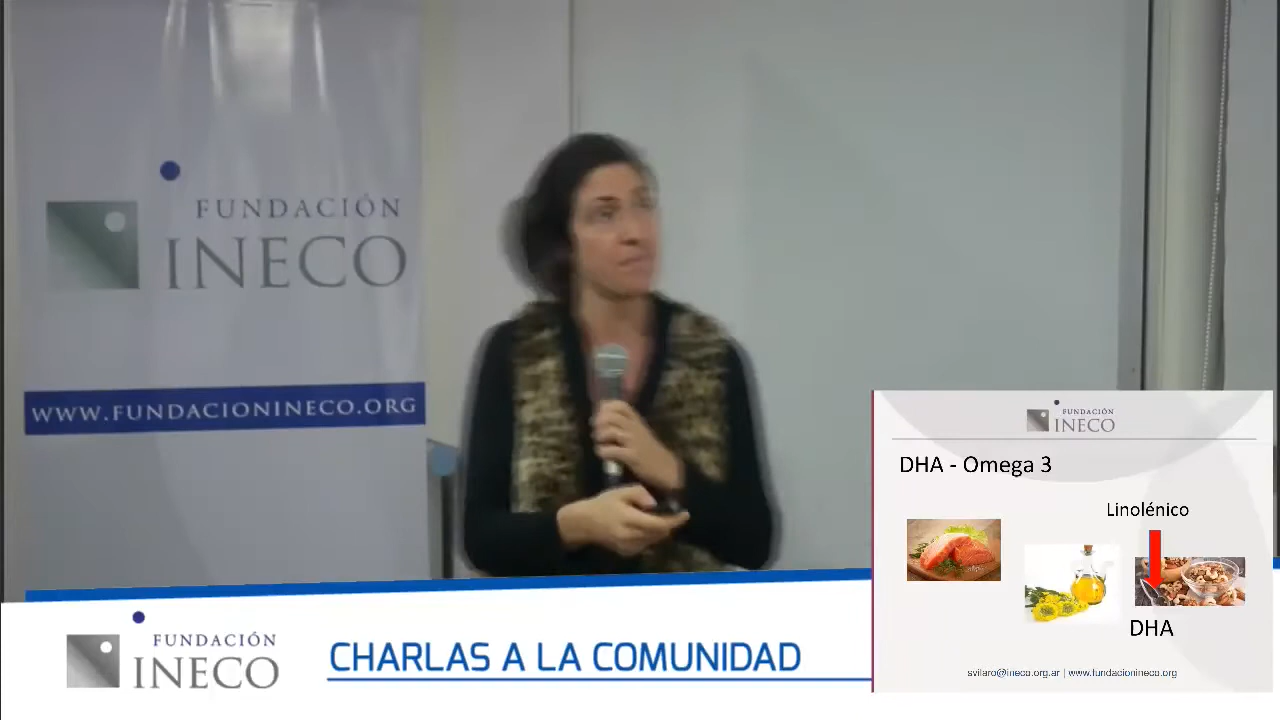 FUNDACIÓN
INECO
WWW.FUNDACIONINECO.ORG
FUNDACIÓN
INECO
DHA - Omega 3
Linolénico
DHA
svilaro@ineco.org.ar | www.fundacionineco.org
FUNDACIÓN
INECO
CHARLAS A LA COMUNIDAD